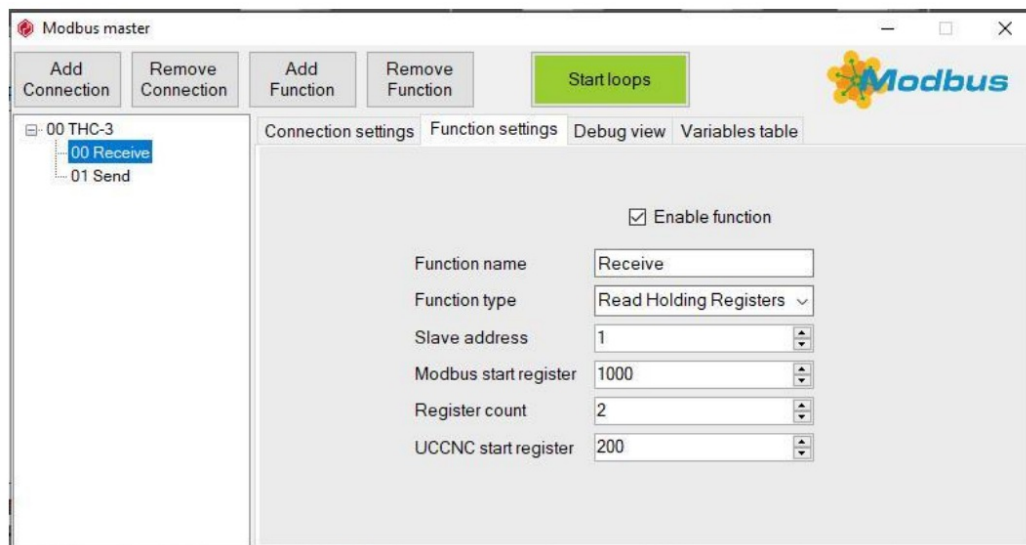 Modbus master
Add Connection
Remove Connection
Add Function
Remove Function
Start loops
Modbus
00 THC-3
00 Receive
01 Send
Connection settings Function settings Debug view Variables table
Enable function
Function name Receive
Function type Read Holding Registers
Slave address 1
Modbus start register 1000
Register count 2
UCCNC start register 200